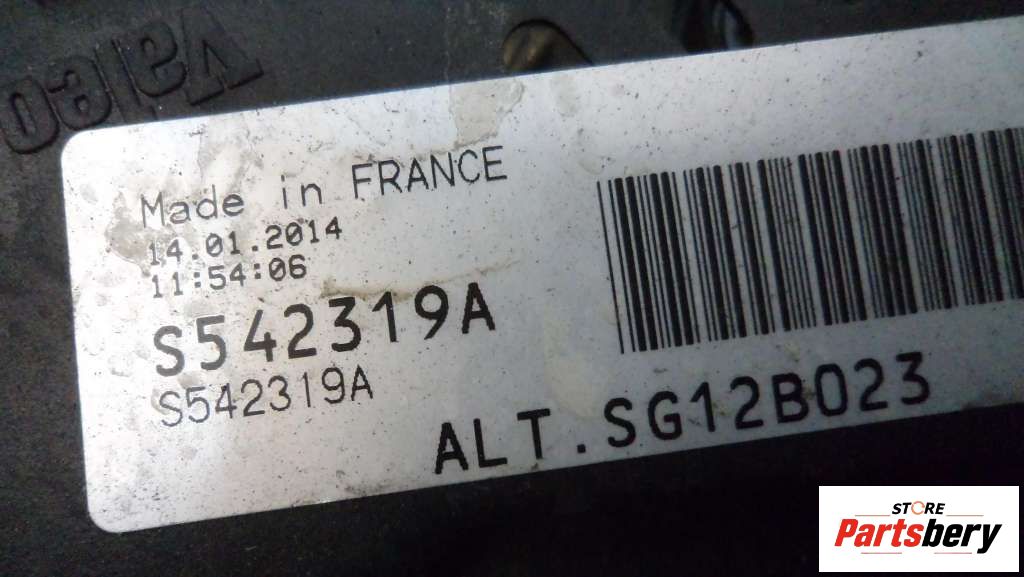 valeo
Made in FRANCE
14.01.2014
11:54:06
S542319A
S542319A
ALT.SG12B023
STORE
Partsbery